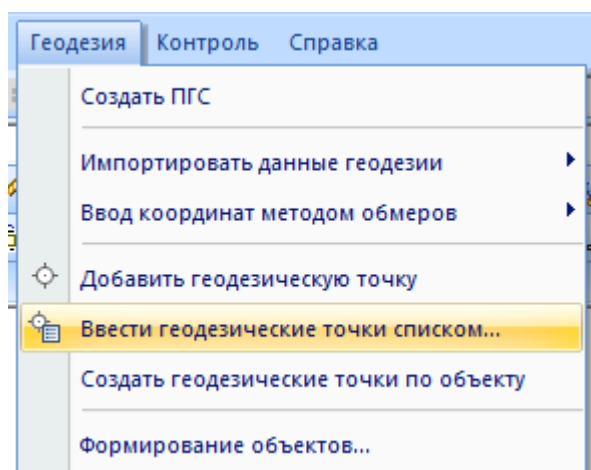 Геодезия Контроль Справка
Создать ПГС
Импортировать данные геодезии
Ввод координат методом обмеров
Добавить геодезическую точку
Ввести геодезические точки списком...
Создать геодезические точки по объекту
Формирование объектов...